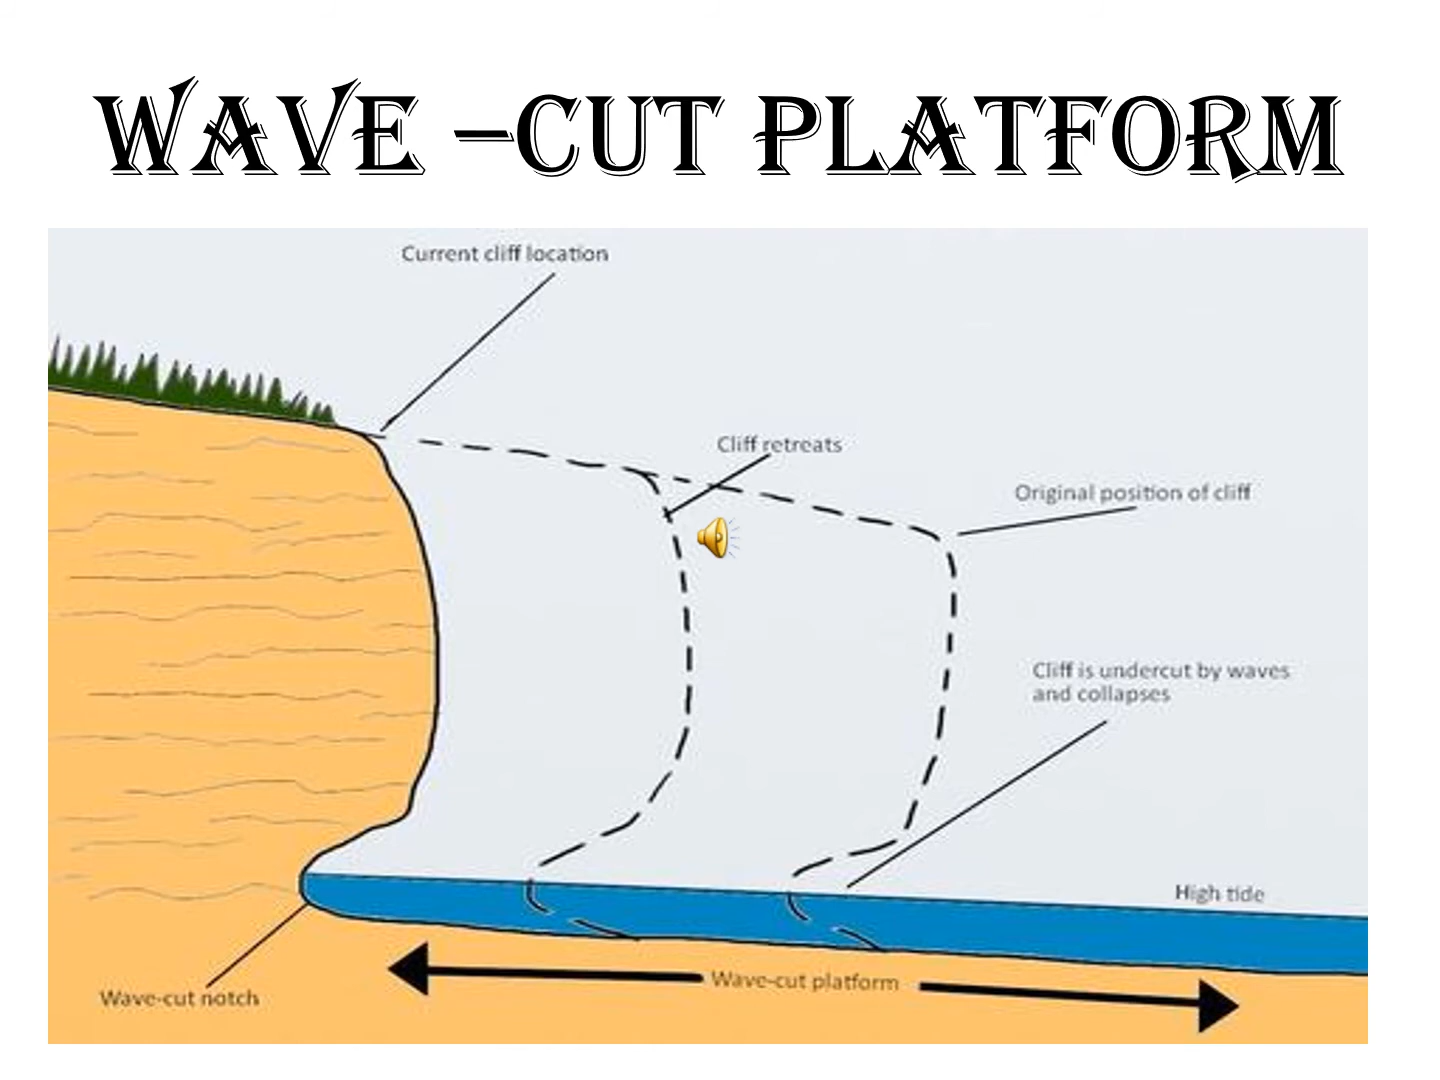 WAVE –CUT PLATFORM
Current cliff location
Cliff retreats
Original position of cliff
Cliff is undercut by waves
and collapses
High tide
Wave-cut platform
Wave-cut notch